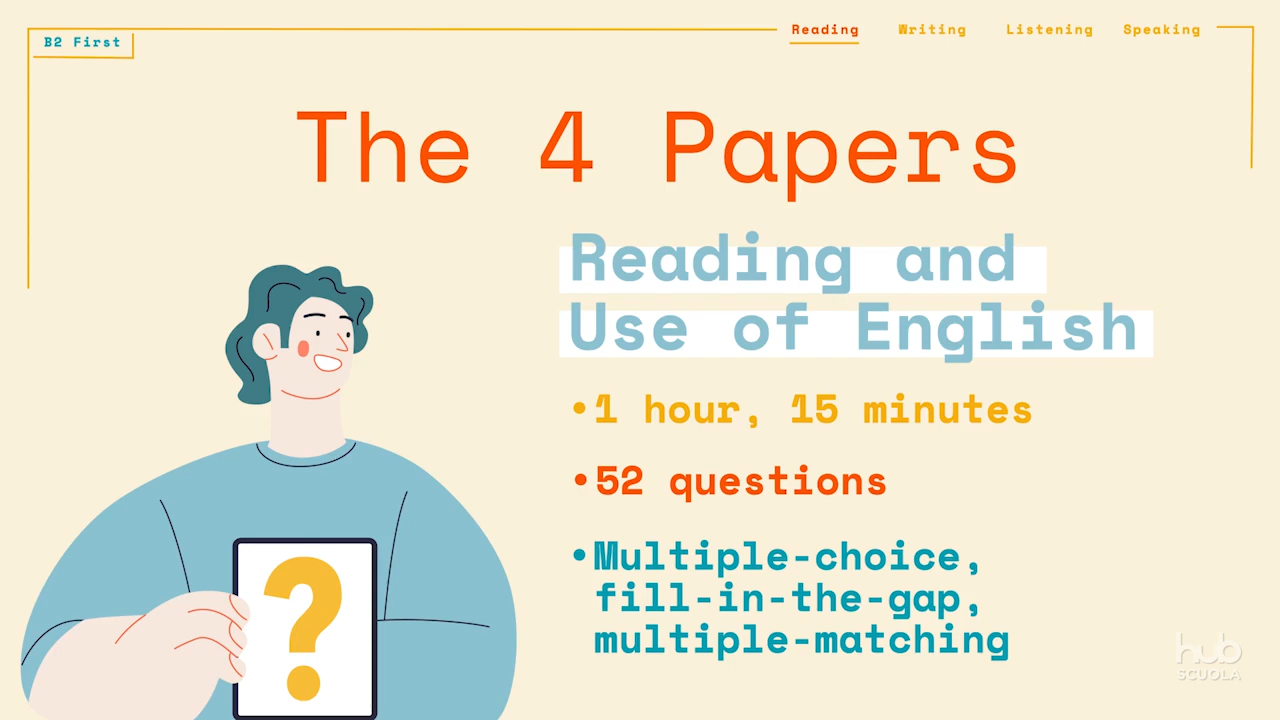 B2 First
Reading Writing Listening Speaking
The 4 Papers
Reading and
Use of English
•1 hour, 15 minutes
•52 questions
•Multiple-choice,
fill-in-the-gap,
multiple-matching
?
hub
SCUOLA